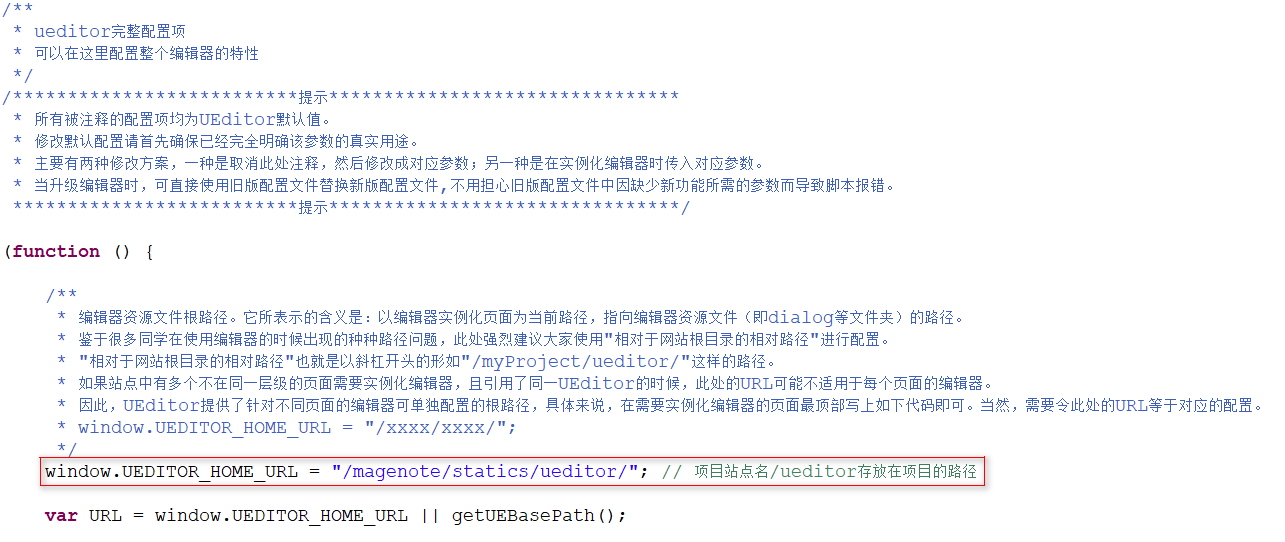 /**
 * ueditor完整配置项
 * 可以在这里配置整个编辑器的特性
 */
/**************************提示********************************
 * 所有被注释的配置项均为UEditor默认值。
 * 修改默认配置请首先确保已经完全明确该参数的真实用途。
 * 主要有两种修改方案，一种是取消此处注释，然后修改成对应参数；另一种是在实例化编辑器时传入对应参数。
 * 当升级编辑器时，可直接使用旧版配置文件替换新版配置文件,不用担心旧版配置文件中因缺少新功能所需的参数而导致脚本报错。
 **************************提示********************************/
(function () {
    /**
     * 编辑器资源文件根路径。它所表示的含义是：以编辑器实例化页面为当前路径，指向编辑器资源文件（即dialog等文件夹）的路径。
     * 鉴于很多同学在使用编辑器的时候出现的种种路径问题，此处强烈建议大家使用"相对于网站根目录的相对路径"进行配置。
     * "相对于网站根目录的相对路径"也就是以斜杠开头的形如"/myProject/ueditor/"这样的路径。
     * 如果站点中有多个不在同一层级的页面需要实例化编辑器，且引用了同一UEditor的时候，此处的URL可能不适用于每个页面的编辑器。
     * 因此，UEditor提供了针对不同页面的编辑器可单独配置的根路径，具体来说，在需要实例化编辑器的页面最顶部写上如下代码即可。当然，需要令此处的URL等于对应的配置。
     * window.UEDITOR_HOME_URL = "/xxxx/xxxx/";
     */
    window.UEDITOR_HOME_URL = "/magenote/statics/ueditor/"; // 项目站点名/ueditor存放在项目的路径
    var URL = window.UEDITOR_HOME_URL || getUEBasePath();